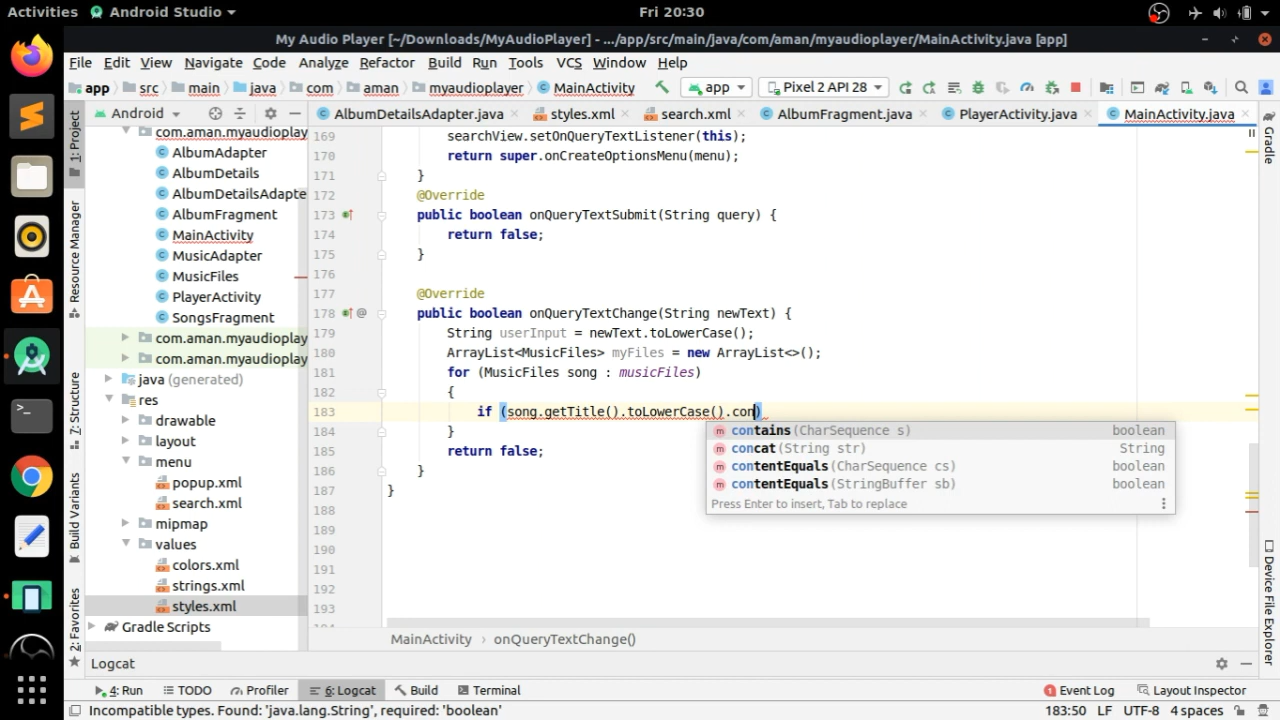 Activities Android Studio Fri 20:30
My Audio Player [~/Downloads/MyAudioPlayer] - .../app/src/main/java/com/aman/myaudioplayer/MainActivity.java [app]
File Edit View Navigate Code Analyze Refactor Build Run Tools VCS Window Help
app src main java com aman myaudioplayer MainActivity app Pixel 2 API 28
Android AlbumDetailsAdapter.java styles.xml search.xml AlbumFragment.java PlayerActivity.java MainActivity.java
1: Project
Resource Manager
7: Structure
Build Variants
2: Favorites
com.aman.myaudioplay
AlbumAdapter
AlbumDetails
AlbumDetailsAdapte
AlbumFragment
MainActivity
MusicAdapter
MusicFiles
PlayerActivity
SongsFragment
com.aman.myaudioplay
com.aman.myaudioplay
java (generated)
res
drawable
layout
menu
popup.xml
search.xml
mipmap
values
colors.xml
strings.xml
styles.xml
Gradle Scripts
169 searchView.setOnQueryTextListener(this);
170 return super.onCreateOptionsMenu(menu);
171 }
172 @Override
173 public boolean onQueryTextSubmit(String query) {
174 return false;
175 }
176
177 @Override
178 @ public boolean onQueryTextChange(String newText) {
179 String userInput = newText.toLowerCase();
180 ArrayList<MusicFiles> myFiles = new ArrayList<>();
181 for (MusicFiles song : musicFiles)
182 {
183 if (song.getTitle().toLowerCase().con)
184 }
185 return false;
186 }
187 }
188
189
190
191
192
193
m contains(CharSequence s) boolean
m concat(String str) String
m contentEquals(CharSequence cs) boolean
m contentEquals(StringBuffer sb) boolean
Press Enter to insert, Tab to replace
Gradle
Device File Explorer
MainActivity › onQueryTextChange()
Logcat
4: Run TODO Profiler 6: Logcat Build Terminal 1 Event Log Layout Inspector
Incompatible types. Found: 'java.lang.String', required: 'boolean' 183:50 LF UTF-8 4 spaces